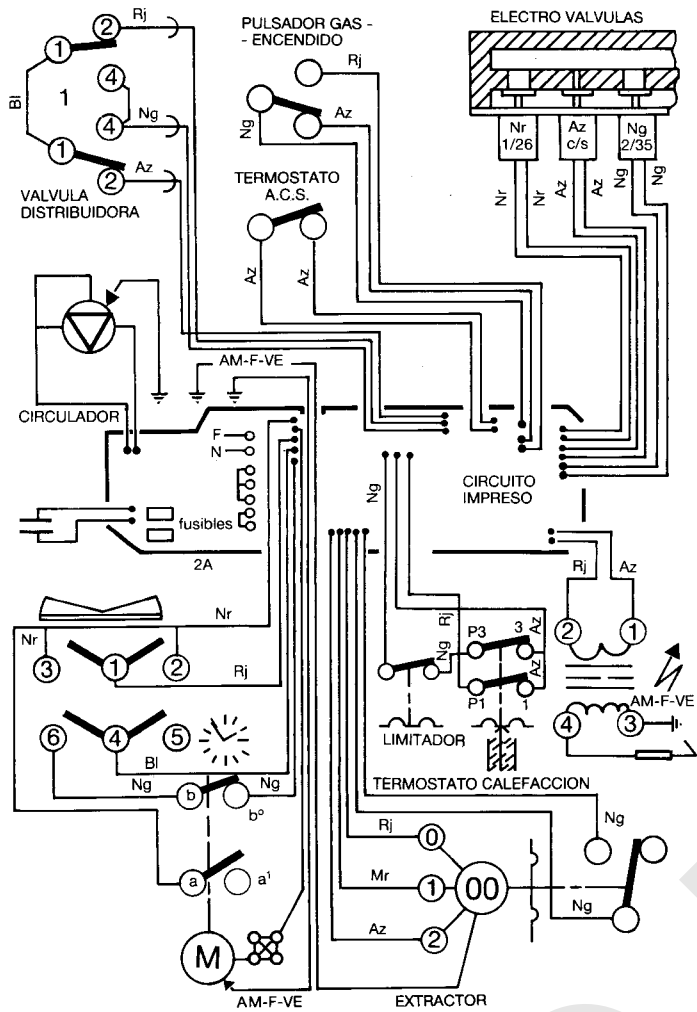 2
Rj
PULSADOR GAS -
- ENCENDIDO
ELECTRO VALVULAS
1
Rj
4
Bl
1
Ng
4
Az
Ng
Nr
1/26
Az
c/s
Ng
2/35
1
Az
2
TERMOSTATO
A.C.S.
Nr
Nr
Az
Az
Ng
Ng
VALVULA
DISTRIBUIDORA
Az
Az
AM-F-VE
CIRCULADOR
F
N
Ng
CIRCUITO
IMPRESO
fusibles
2A
Rj
Az
Nr
Rj
P3
3
Az
2
1
Nr
3
1
2
Rj
Ng
Az
P1
1
AM-F-VE
6
4
5
LIMITADOR
4
3
Bl
Ng
Ng
b
bº
TERMOSTATO CALEFACCION
Rj
0
Ng
a
a¹
Mr
1
00
Ng
Az
2
M
AM-F-VE
EXTRACTOR